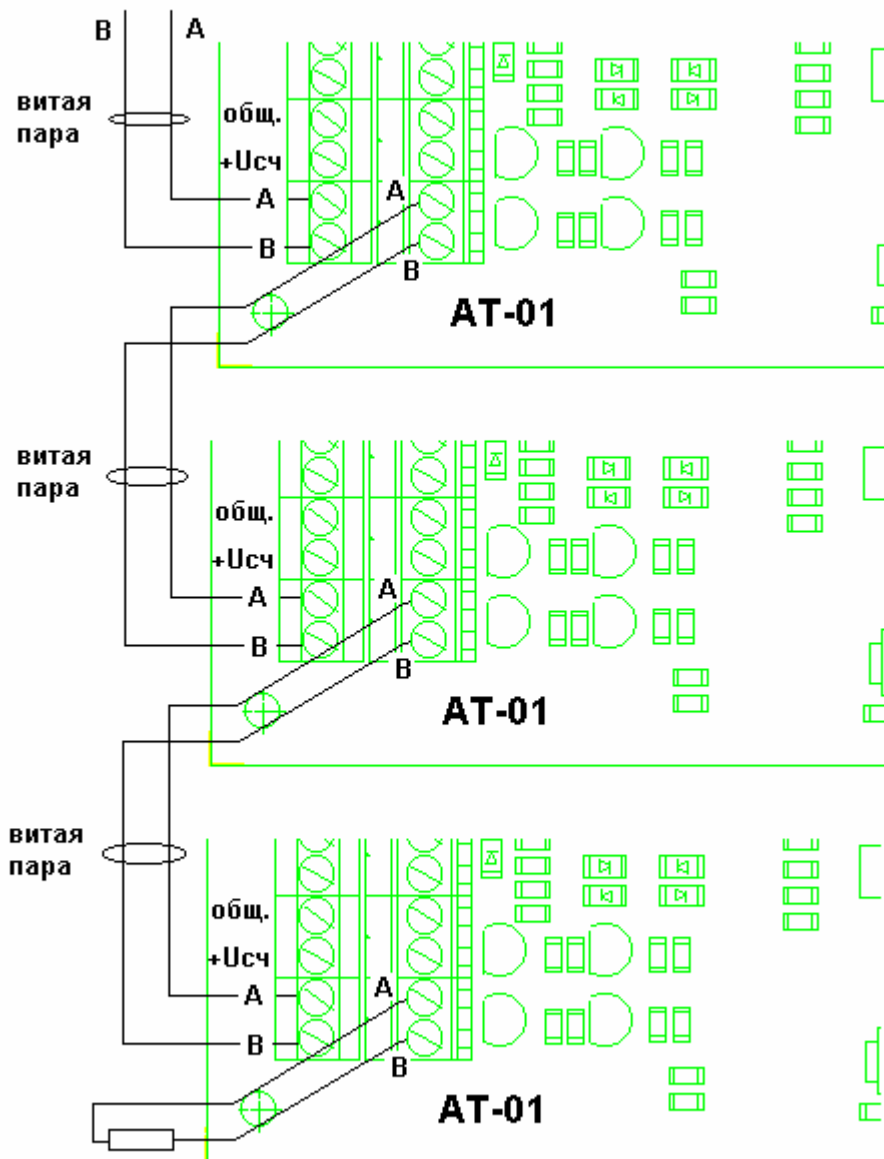 B A
витая
пара
общ.
+Uсч
A
A
B
B
AT-01
витая
пара
общ.
+Uсч
A
A
B
B
AT-01
витая
пара
общ.
+Uсч
A
A
B
B
AT-01